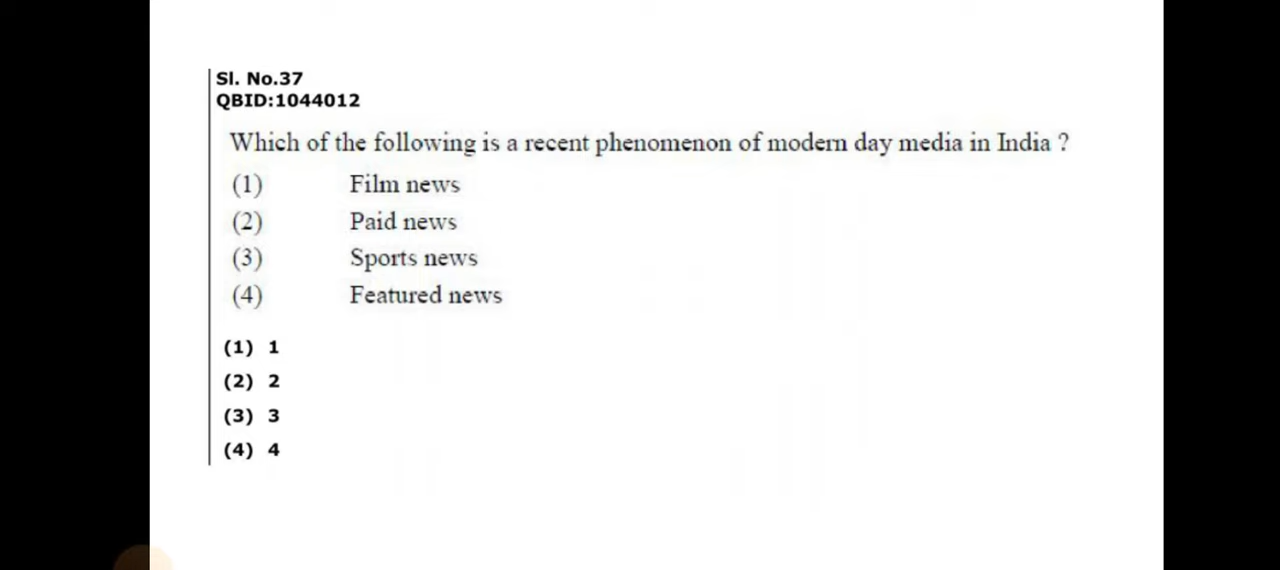 Sl. No.37
QBID:1044012
Which of the following is a recent phenomenon of modern day media in India ?
(1) Film news
(2) Paid news
(3) Sports news
(4) Featured news
(1) 1
(2) 2
(3) 3
(4) 4